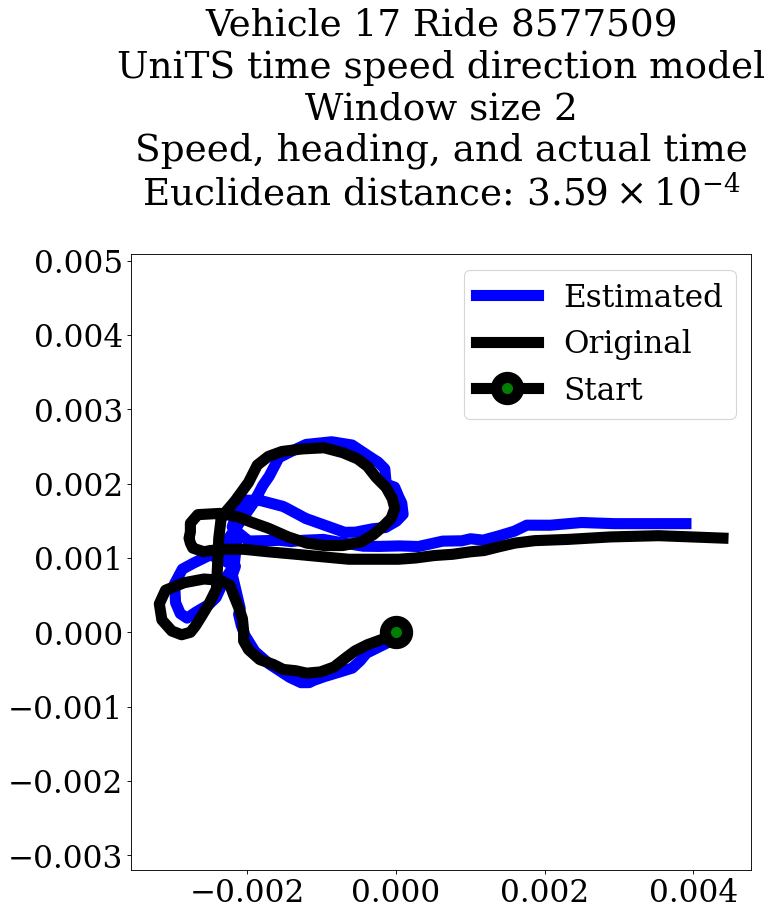 Vehicle 17 Ride 8577509
UniTS time speed direction model
Window size 2
Speed, heading, and actual time
Euclidean distance: 3.59 × 10⁻⁴
0.005
Estimated
0.004
Original
Start
0.003
0.002
0.001
0.000
−0.001
−0.002
−0.003
−0.002 0.000 0.002 0.004